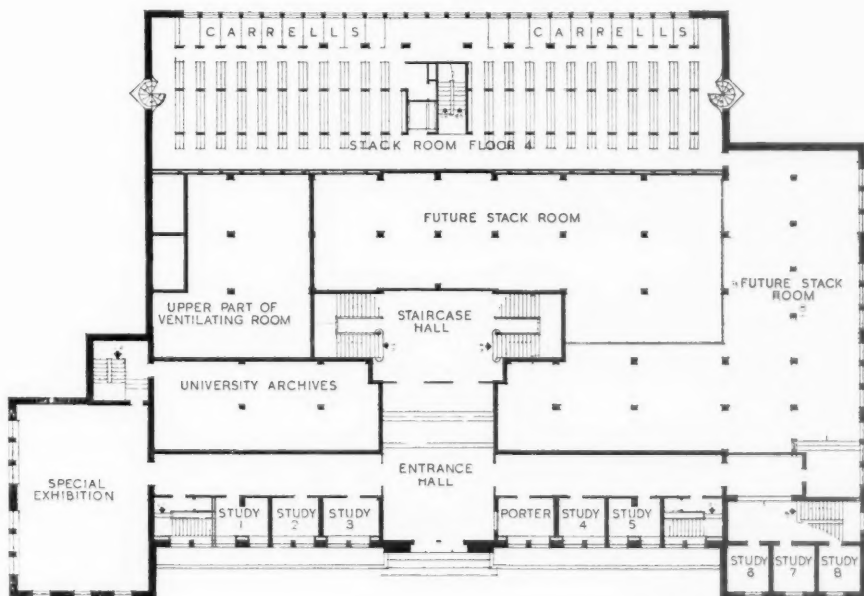 CARRELLS CARRELLS
STACK ROOM FLOOR 4
FUTURE STACK ROOM
FUTURE STACK
ROOM
UPPER PART OF
VENTILATING ROOM
STAIRCASE
HALL
UNIVERSITY ARCHIVES
SPECIAL
EXHIBITION
ENTRANCE
HALL
STUDY
1
STUDY
2
STUDY
3
PORTER
STUDY
4
STUDY
5
STUDY
6
STUDY
7
STUDY
8